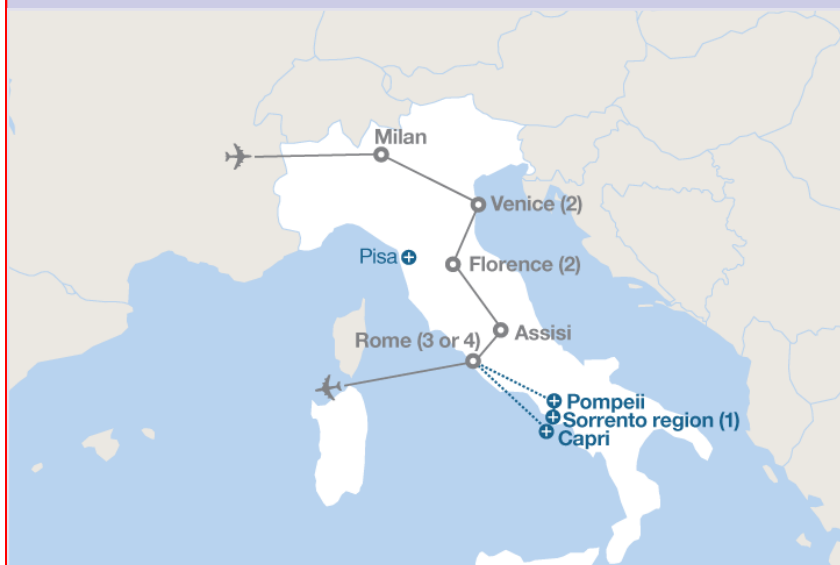 Milan
Venice (2)
Pisa
Florence (2)
Rome (3 or 4)
Assisi
Pompeii
Sorrento region (1)
Capri